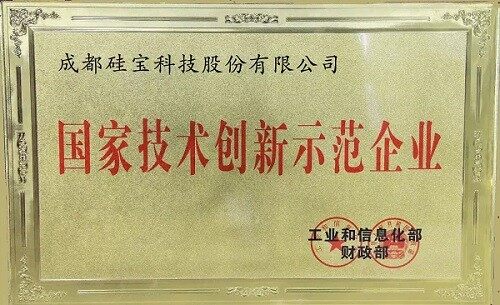 成都硅宝科技股份有限公司
国家技术创新示范企业
工业和信息化部
财政部